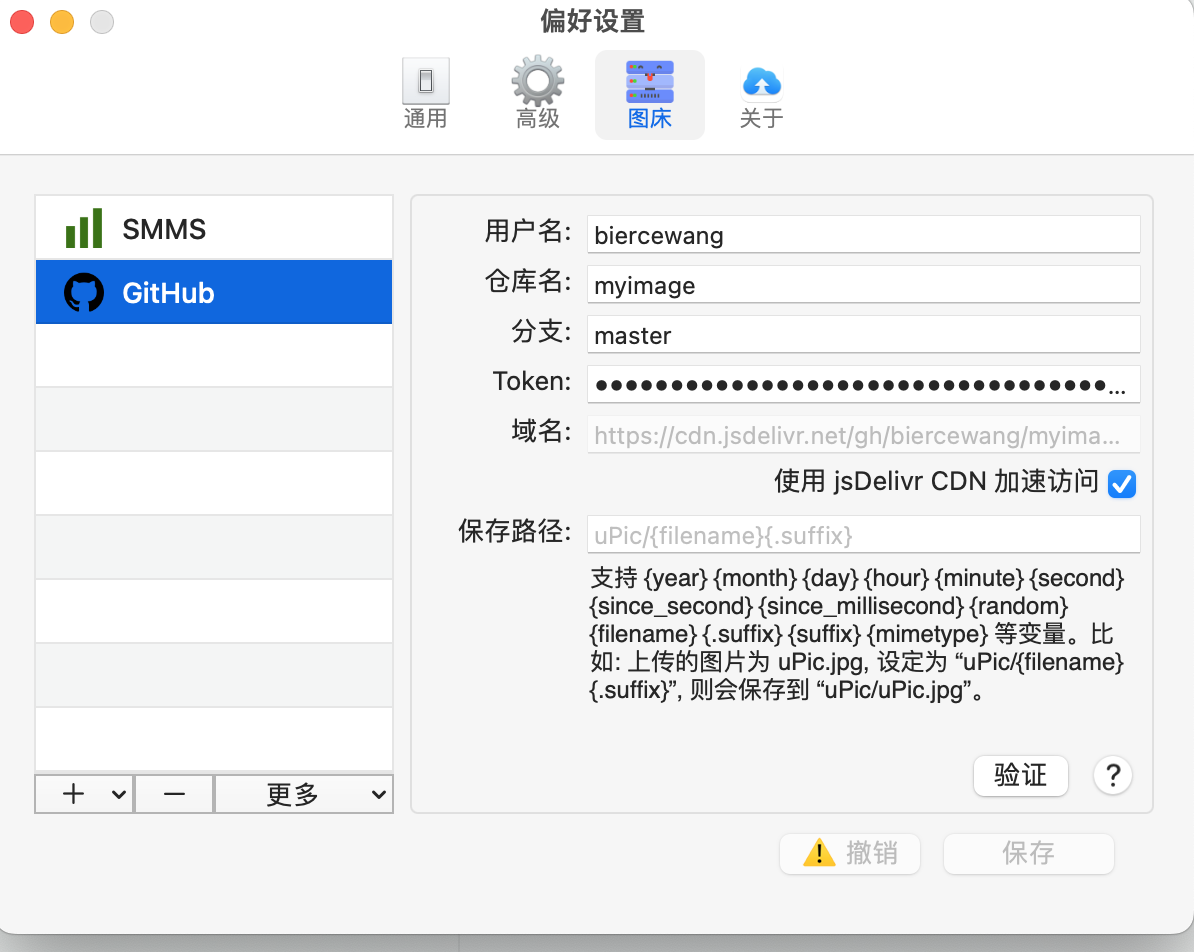 偏好设置
通用
高级
图床
关于
SMMS
GitHub
用户名: biercewang
仓库名: myimage
分支: master
Token: ●●●●●●●●●●●●●●●●●●●●●●●●●●●●●●●●●●...
域名: https://cdn.jsdelivr.net/gh/biercewang/myima...
使用 jsDelivr CDN 加速访问
保存路径: uPic/{filename}{.suffix}
支持 {year} {month} {day} {hour} {minute} {second}
{since_second} {since_millisecond} {random}
{filename} {.suffix} {suffix} {mimetype} 等变量。比
如: 上传的图片为 uPic.jpg, 设定为 “uPic/{filename}
{.suffix}”, 则会保存到 “uPic/uPic.jpg”。
验证
?
更多
撤销
保存